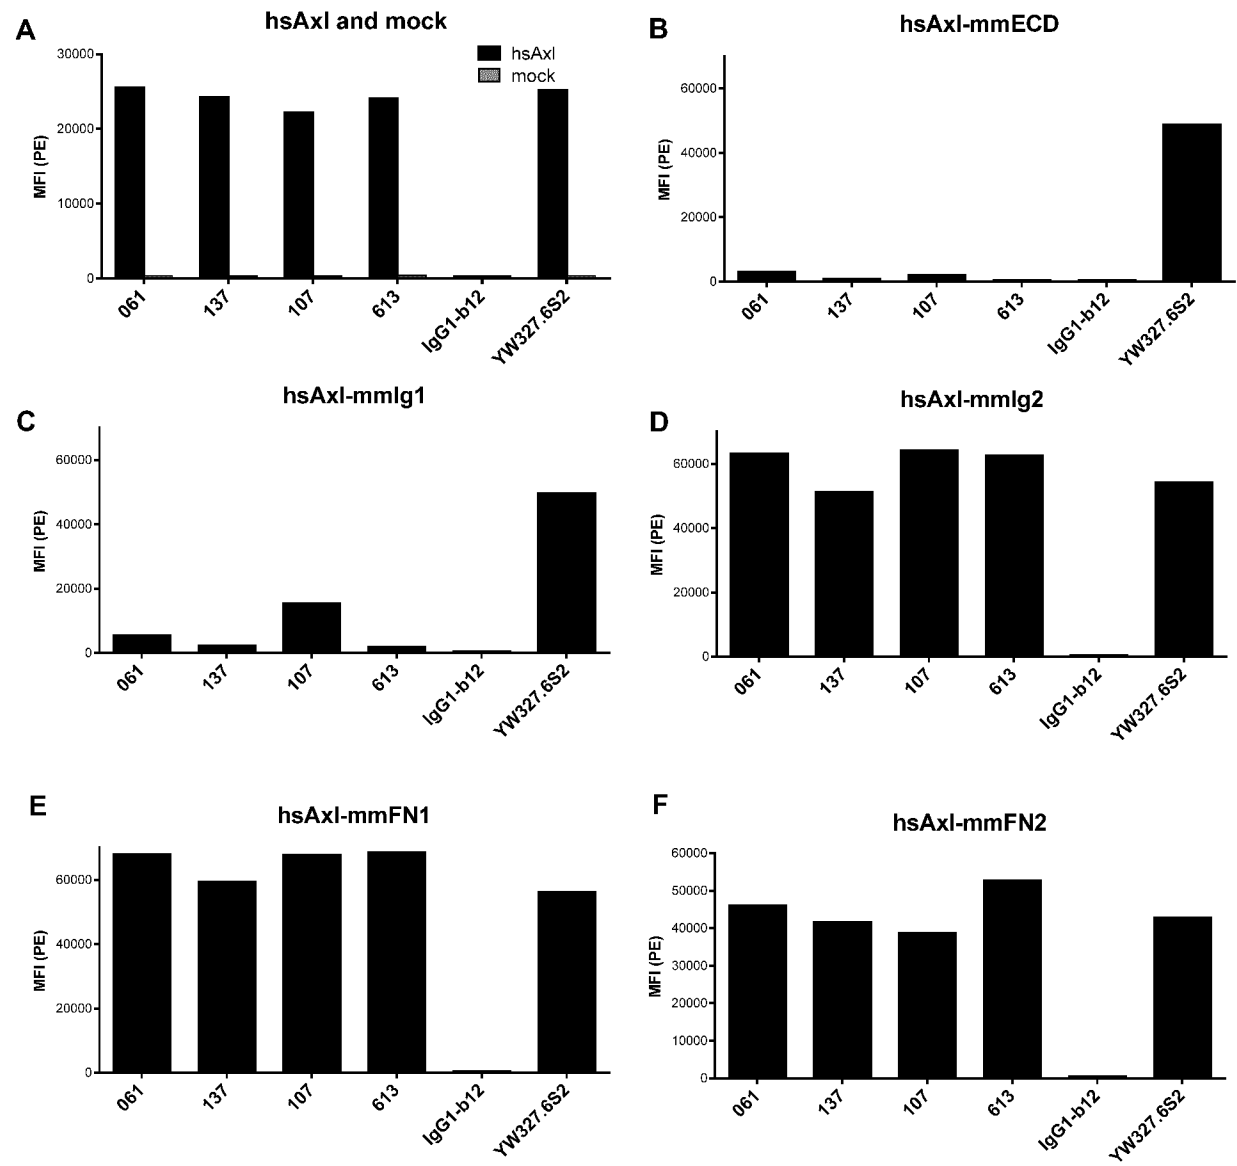 A
hsAxl and mock
30000
20000
10000
0
MFI (PE)
hsAxl
mock
061
137
107
613
IgG1-b12
YW327.6S2
B
hsAxl-mmECD
60000
40000
20000
0
MFI (PE)
061
137
107
613
IgG1-b12
YW327.6S2
C
hsAxl-mmIg1
60000
40000
20000
0
MFI (PE)
061
137
107
613
IgG1-b12
YW327.6S2
D
hsAxl-mmIg2
60000
40000
20000
0
MFI (PE)
061
137
107
613
IgG1-b12
YW327.6S2
E
hsAxl-mmFN1
60000
40000
20000
0
MFI (PE)
061
137
107
613
IgG1-b12
YW327.6S2
F
hsAxl-mmFN2
60000
50000
40000
30000
20000
10000
0
MFI (PE)
061
137
107
613
IgG1-b12
YW327.6S2